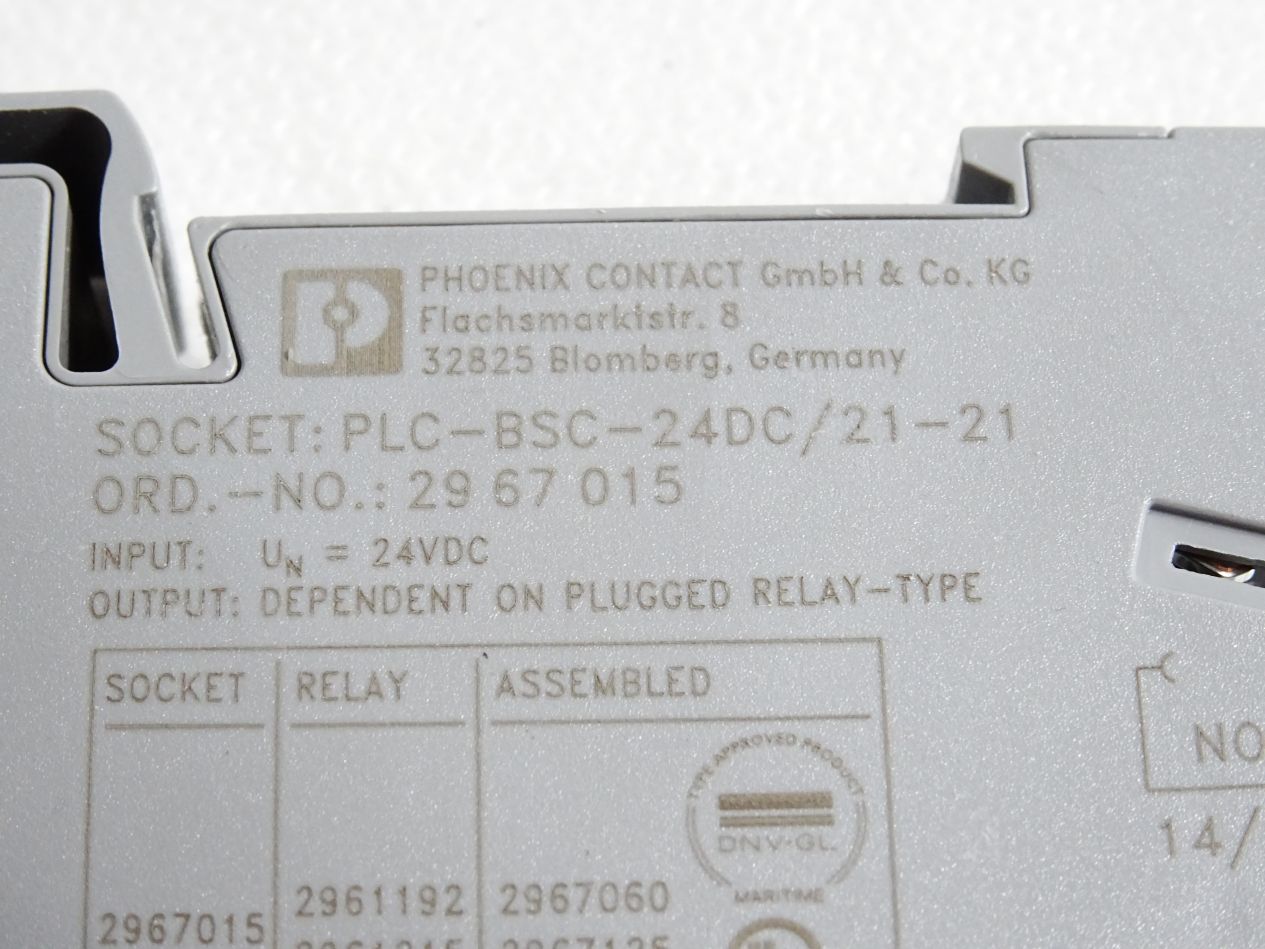 PHOENIX CONTACT GmbH & Co. KG
Flachsmarktstr. 8
32825 Blomberg, Germany
SOCKET: PLC-BSC-24DC/21-21
ORD.-NO.: 29 67 015
INPUT: UN = 24VDC
OUTPUT: DEPENDENT ON PLUGGED RELAY-TYPE
SOCKET RELAY ASSEMBLED
TYPE APPROVED PRODUCT
DNV·GL
MARITIME
NO
14/
2961192 2967060
2967015